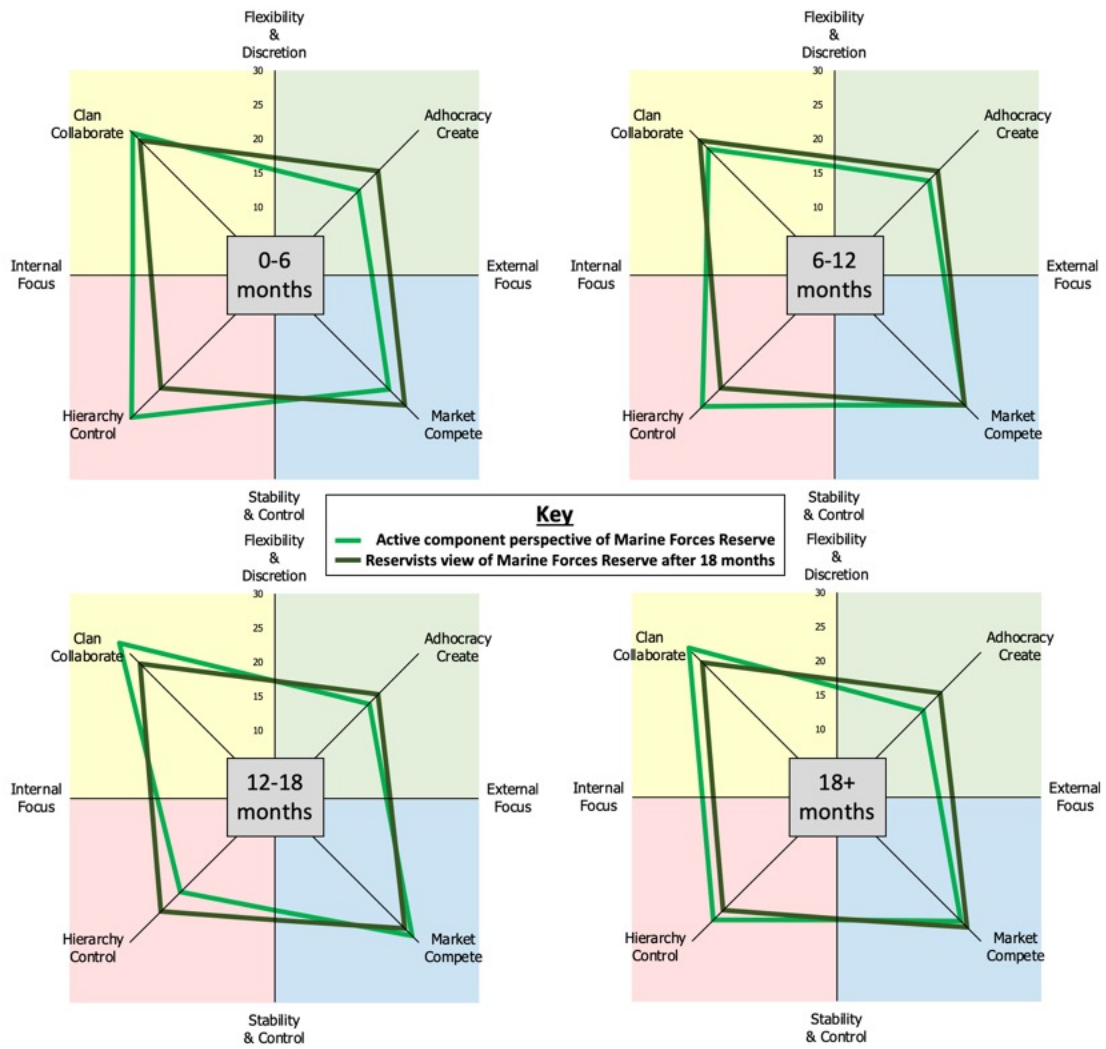 Flexibility
&
Discretion
30
25
20
15
10
Clan
Collaborate
Adhocracy
Create
Internal
Focus
0-6
months
External
Focus
Hierarchy
Control
Market
Compete
Stability
& Control
Flexibility
&
Discretion
30
25
20
15
10
Clan
Collaborate
Adhocracy
Create
Internal
Focus
6-12
months
External
Focus
Hierarchy
Control
Market
Compete
Stability
& Control
Key
Active component perspective of Marine Forces Reserve
Reservists view of Marine Forces Reserve after 18 months
Flexibility
&
Discretion
30
25
20
15
10
Clan
Collaborate
Adhocracy
Create
Internal
Focus
12-18
months
External
Focus
Hierarchy
Control
Market
Compete
Stability
& Control
Flexibility
&
Discretion
30
25
20
15
10
Clan
Collaborate
Adhocracy
Create
Internal
Focus
18+
months
External
Focus
Hierarchy
Control
Market
Compete
Stability
& Control